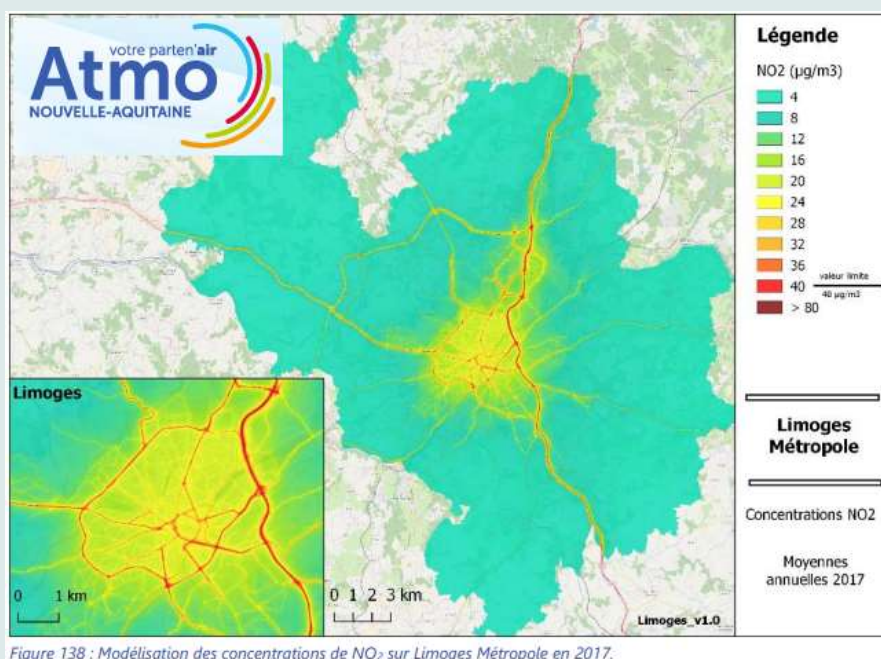 votre parten'air
Atmo
NOUVELLE-AQUITAINE
Légende
NO2 (µg/m3)
4
8
12
16
20
24
28
32
36
40
valeur limite
40 µg/m3
> 80
Limoges
Métropole
Concentrations NO2
Moyennes
annuelles 2017
Limoges
0 1 km
0 1 2 3 km
Limoges_v1.0
Figure 138 : Modélisation des concentrations de NO₂ sur Limoges Métropole en 2017.